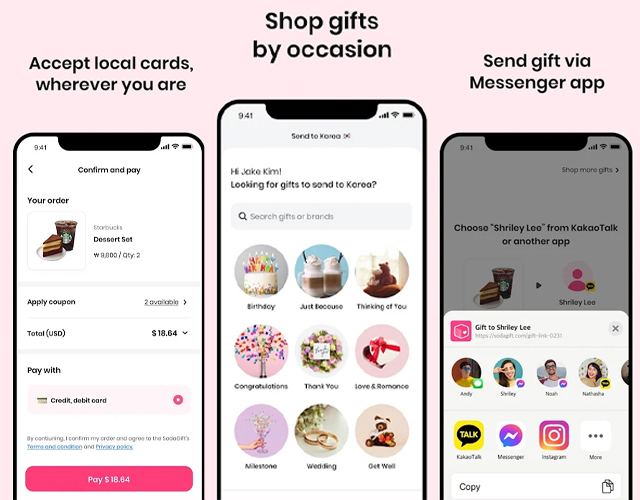 Accept local cards,
wherever you are
9:41
Confirm and pay
Your order
Starbucks
Dessert Set
₩ 9,800 / Qty: 2
Apply coupon
2 available
Total (USD)
$ 18.64
Pay with
Credit, debit card
By contiuning, I confirm my order and agree to the SodaGift's
Terms and condition and Privacy policy.
Pay $ 18.64
Shop gifts
by occasion
9:41
Send to Korea
Hi Jake Kim!
Looking for gifts to send to Korea?
Search gifts or brands
Birthday
Just Because
Thinking of You
Congratulations
Thank You
Love & Romance
Milestone
Wedding
Get Well
Send gift via
Messenger app
9:41
Shop more gifts
Choose "Shriley Lee" from KakaoTalk
or another app
Shriley Lee
Gift to Shriley Lee
https://sodagift.com/gift-link-0231
Andy
Shriley
Noah
Nathasha
TALK
KakaoTalk
Messenger
Instagram
More
Copy